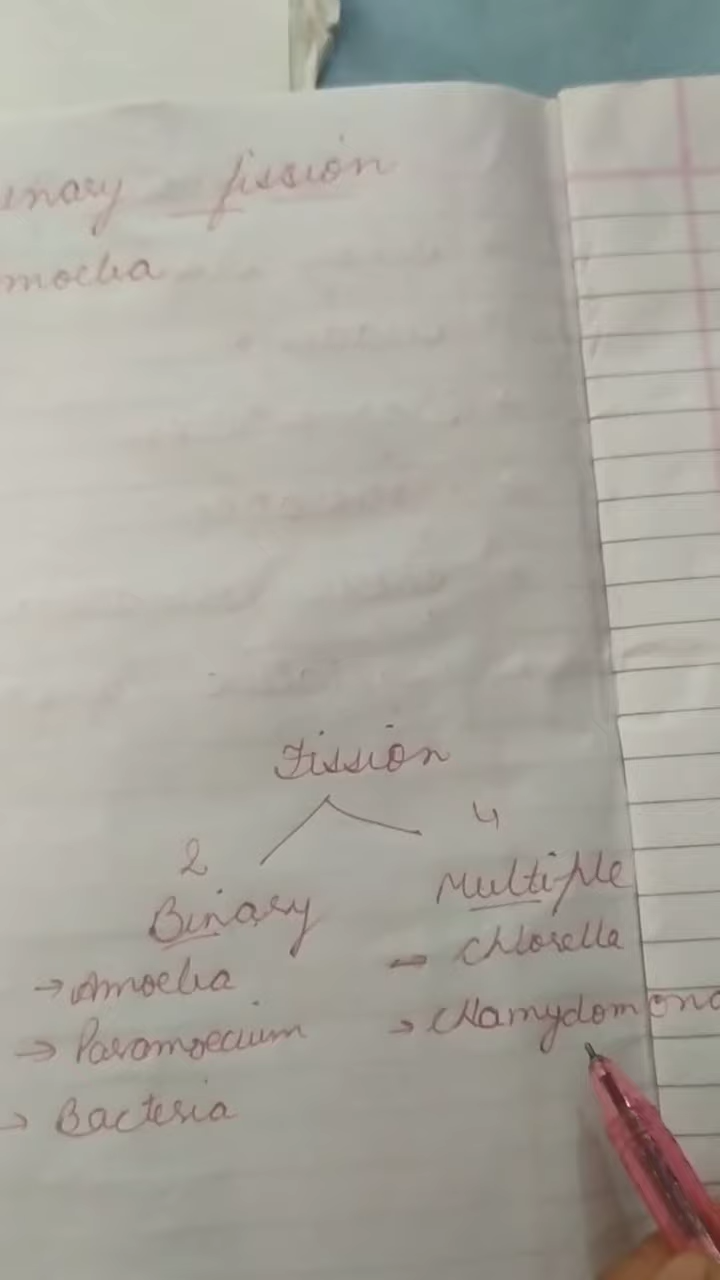 inary fission
moeba
Fission
2 4
Binary Multiple
→ Amoeba → Chlorella
→ Paramoecium → Chlamydomona
→ Bacteria